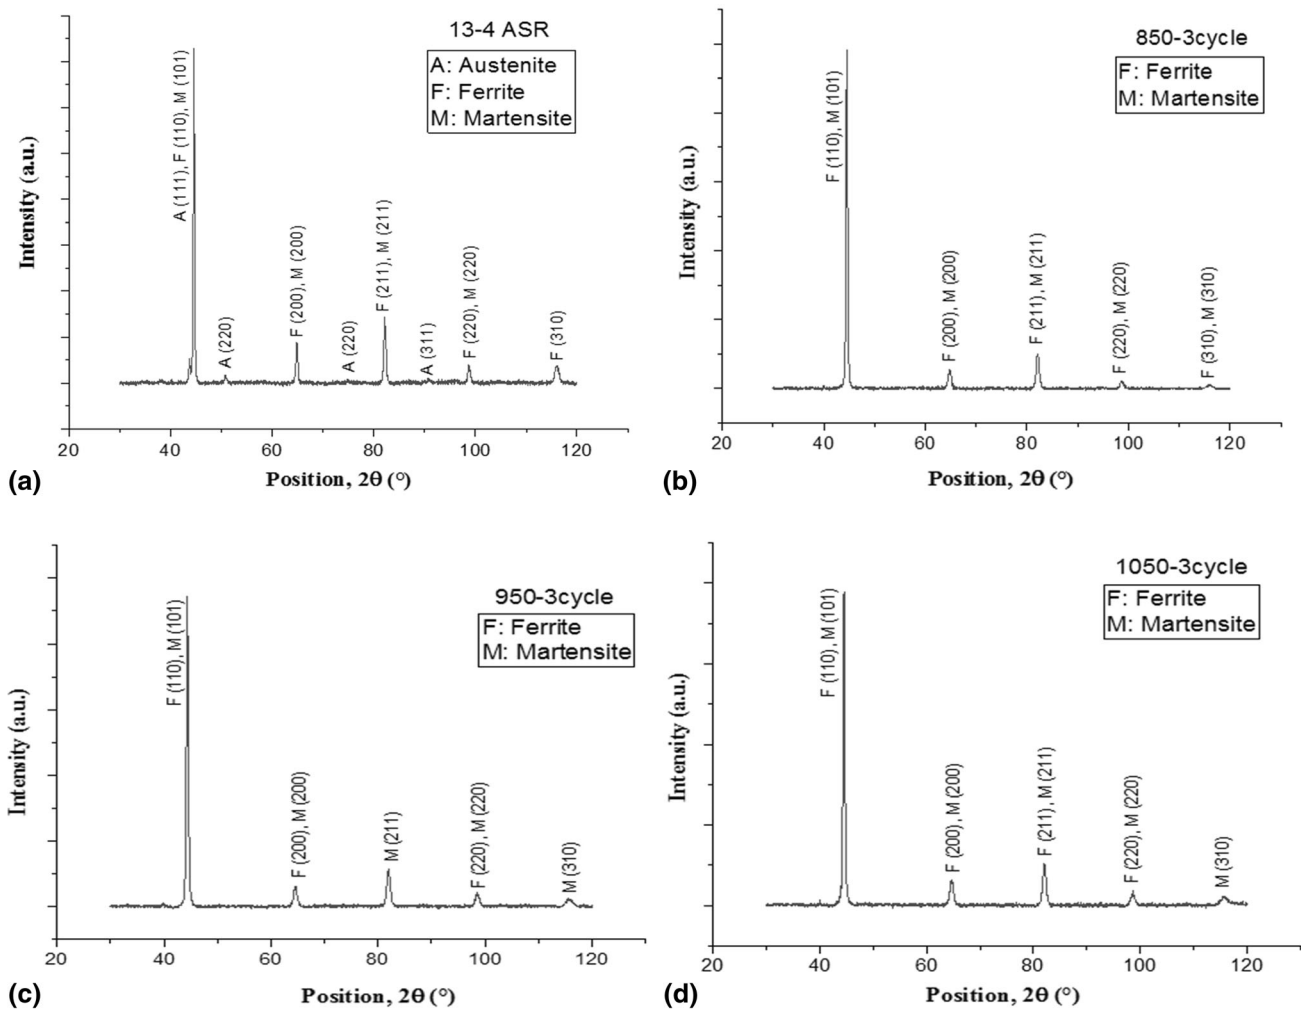 13-4 ASR
A: Austenite
F: Ferrite
M: Martensite
Intensity (a.u.)
A (111), F (110), M (101)
A (220)
F (200), M (200)
A (220)
F (211), M (211)
A (311)
F (220), M (220)
F (310)
20 40 60 80 100 120
Position, 2θ (°)
(a)
850-3cycle
F: Ferrite
M: Martensite
Intensity (a.u.)
F (110), M (101)
F (200), M (200)
F (211), M (211)
F (220), M (220)
F (310), M (310)
20 40 60 80 100 120
Position, 2θ (°)
(b)
950-3cycle
F: Ferrite
M: Martensite
Intensity (a.u.)
F (110), M (101)
F (200), M (200)
M (211)
F (220), M (220)
M (310)
20 40 60 80 100 120
Position, 2θ (°)
(c)
1050-3cycle
F: Ferrite
M: Martensite
Intensity (a.u.)
F (110), M (101)
F (200), M (200)
F (211), M (211)
F (220), M (220)
M (310)
20 40 60 80 100 120
Position, 2θ (°)
(d)